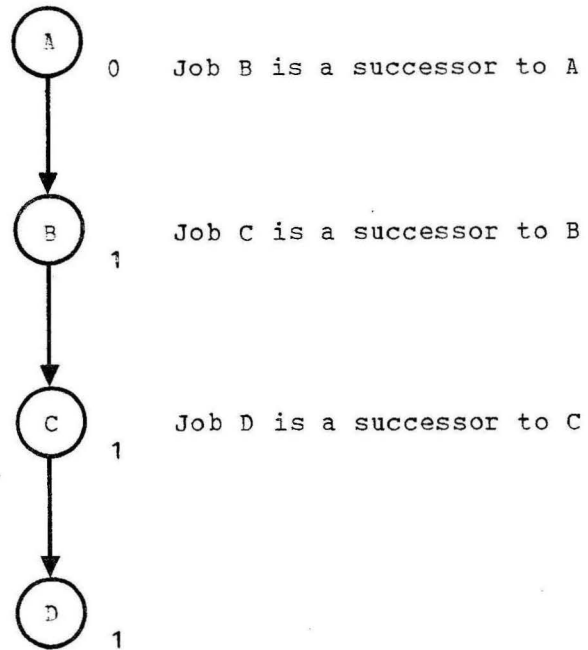 A
0 Job B is a successor to A
B
1 Job C is a successor to B
C
1 Job D is a successor to C
D
1